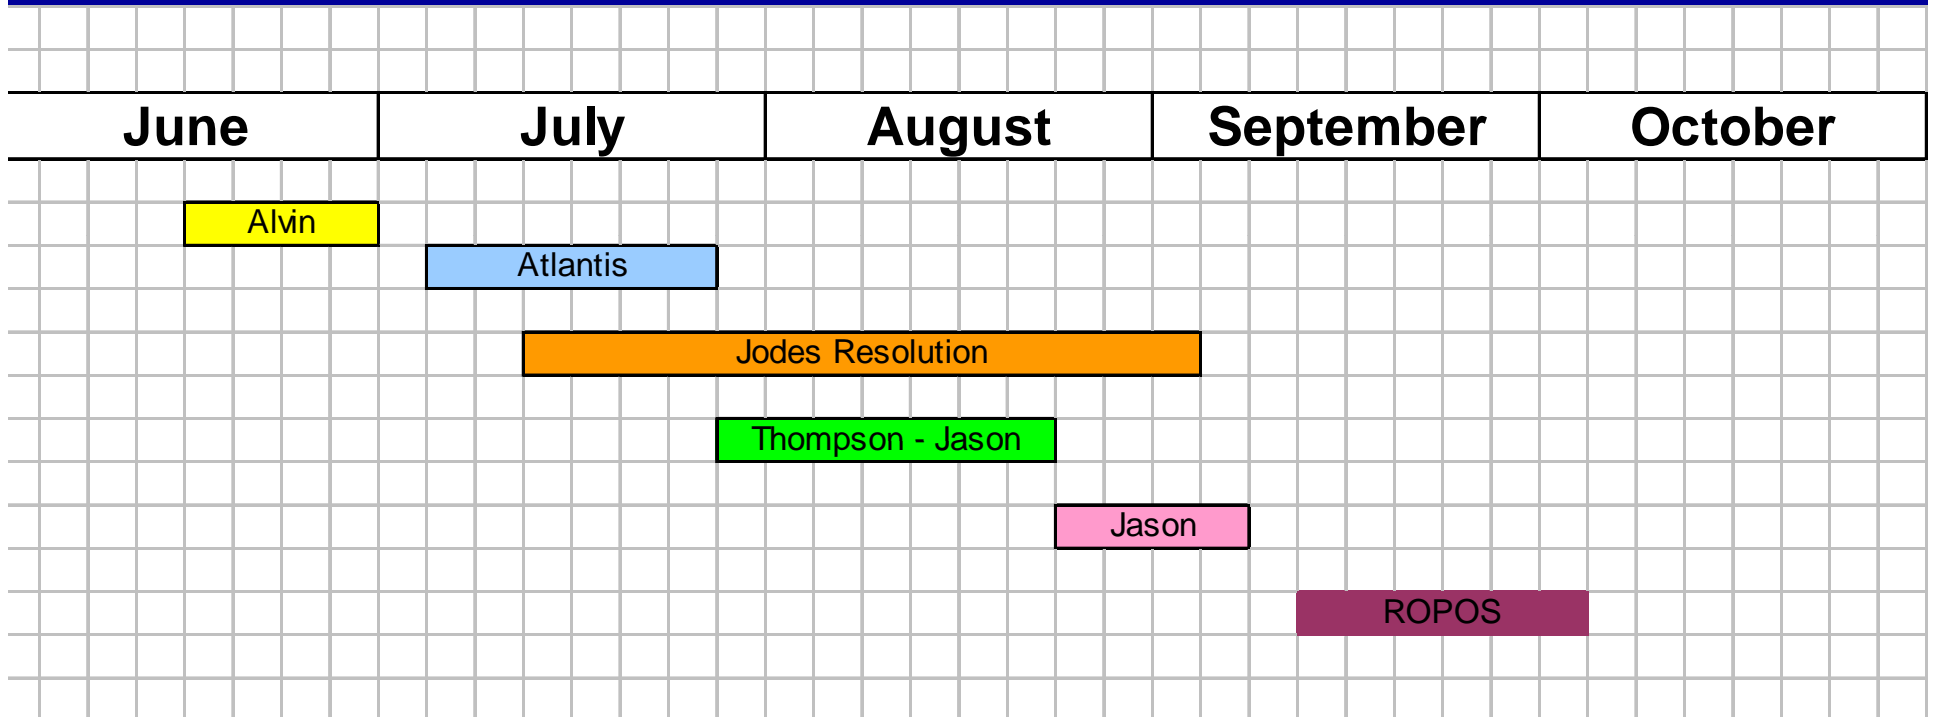 June July August September October
Alvin
Atlantis
Jodes Resolution
Thompson - Jason
Jason
ROPOS